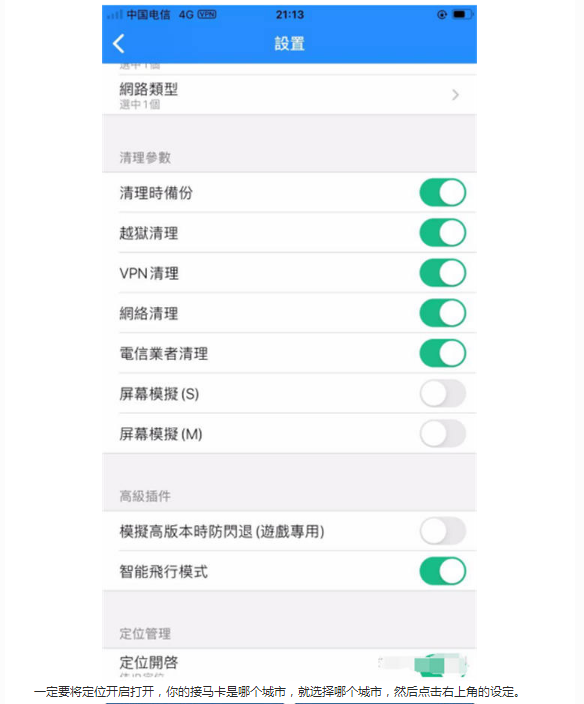 中国电信 4G VPN 21:13
設置
選中1個
網路類型
選中1個
清理參數
清理時備份
越獄清理
VPN清理
網絡清理
電信業者清理
屏幕模擬(S)
屏幕模擬(M)
高級插件
模擬高版本時防閃退(遊戲專用)
智能飛行模式
定位管理
定位開啓
一定要将定位开启打开，你的接马卡是哪个城市，就选择哪个城市，然后点击右上角的设定。